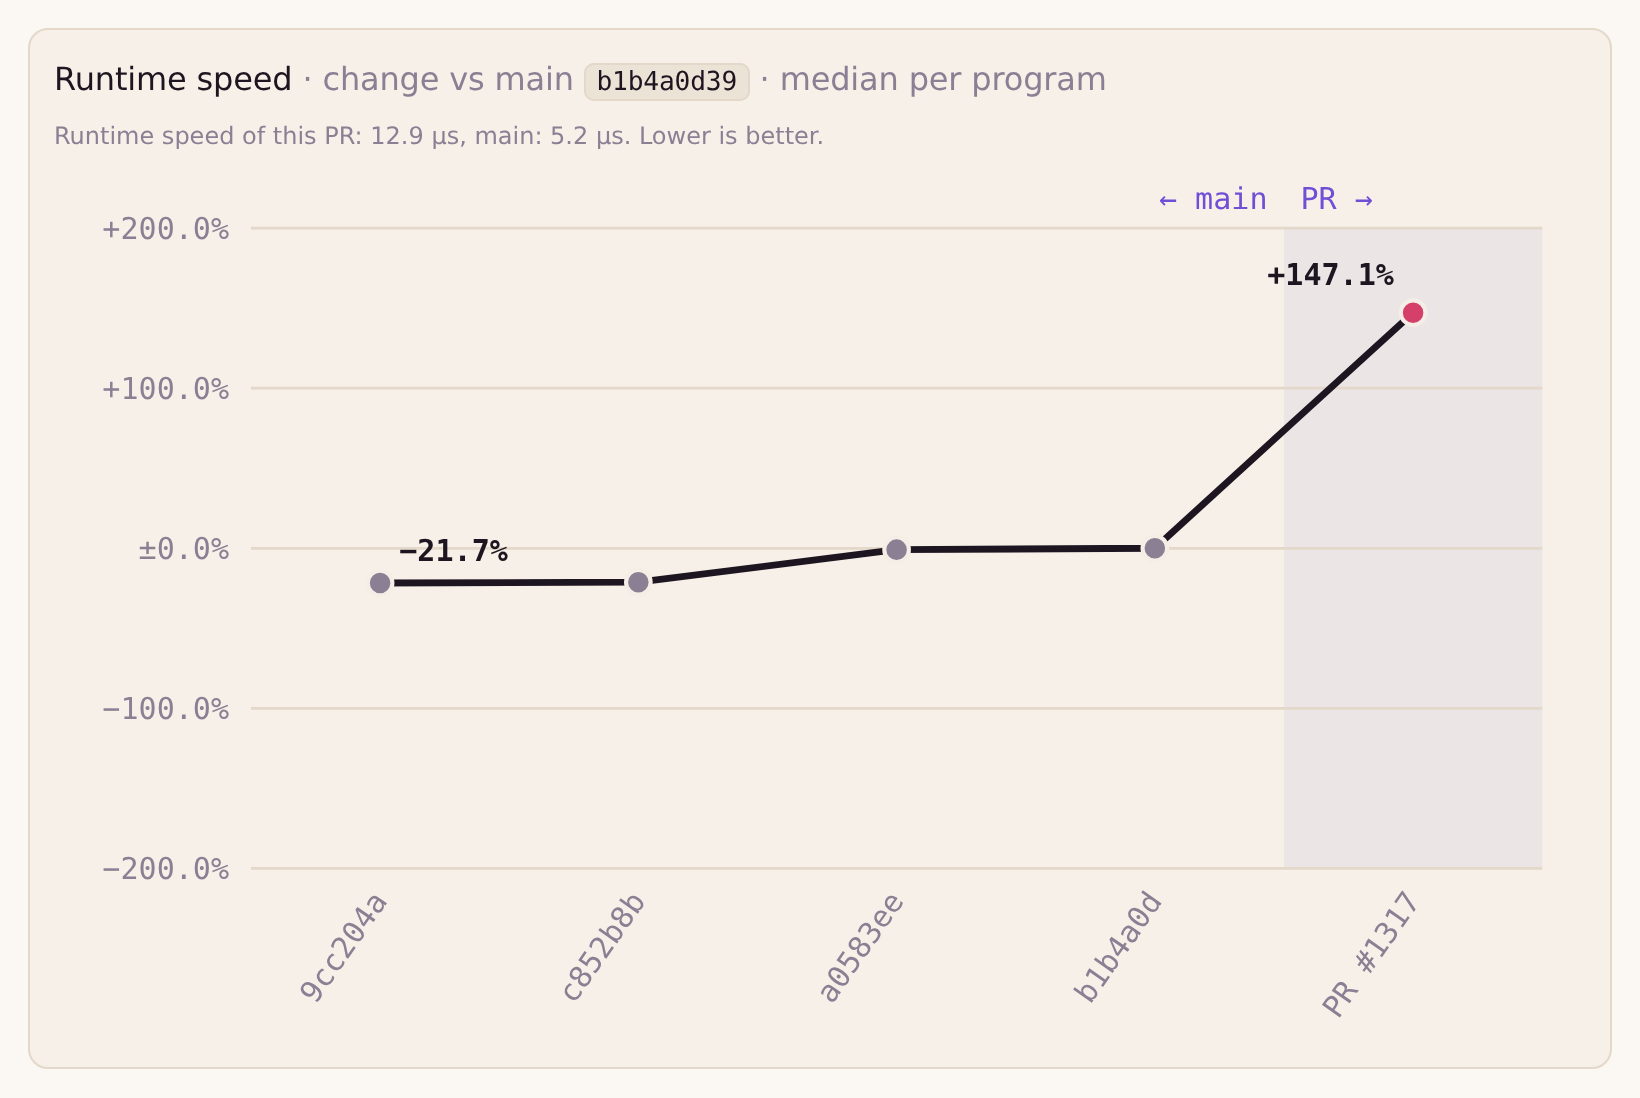 Runtime speed · change vs main b1b4a0d39 · median per program
Runtime speed of this PR: 12.9 µs, main: 5.2 µs. Lower is better.
← main PR →
+200.0%
+147.1%
+100.0%
±0.0%
−21.7%
−100.0%
−200.0%
9cc204a
c852b8b
a0583ee
b1b4a0d
PR #1317